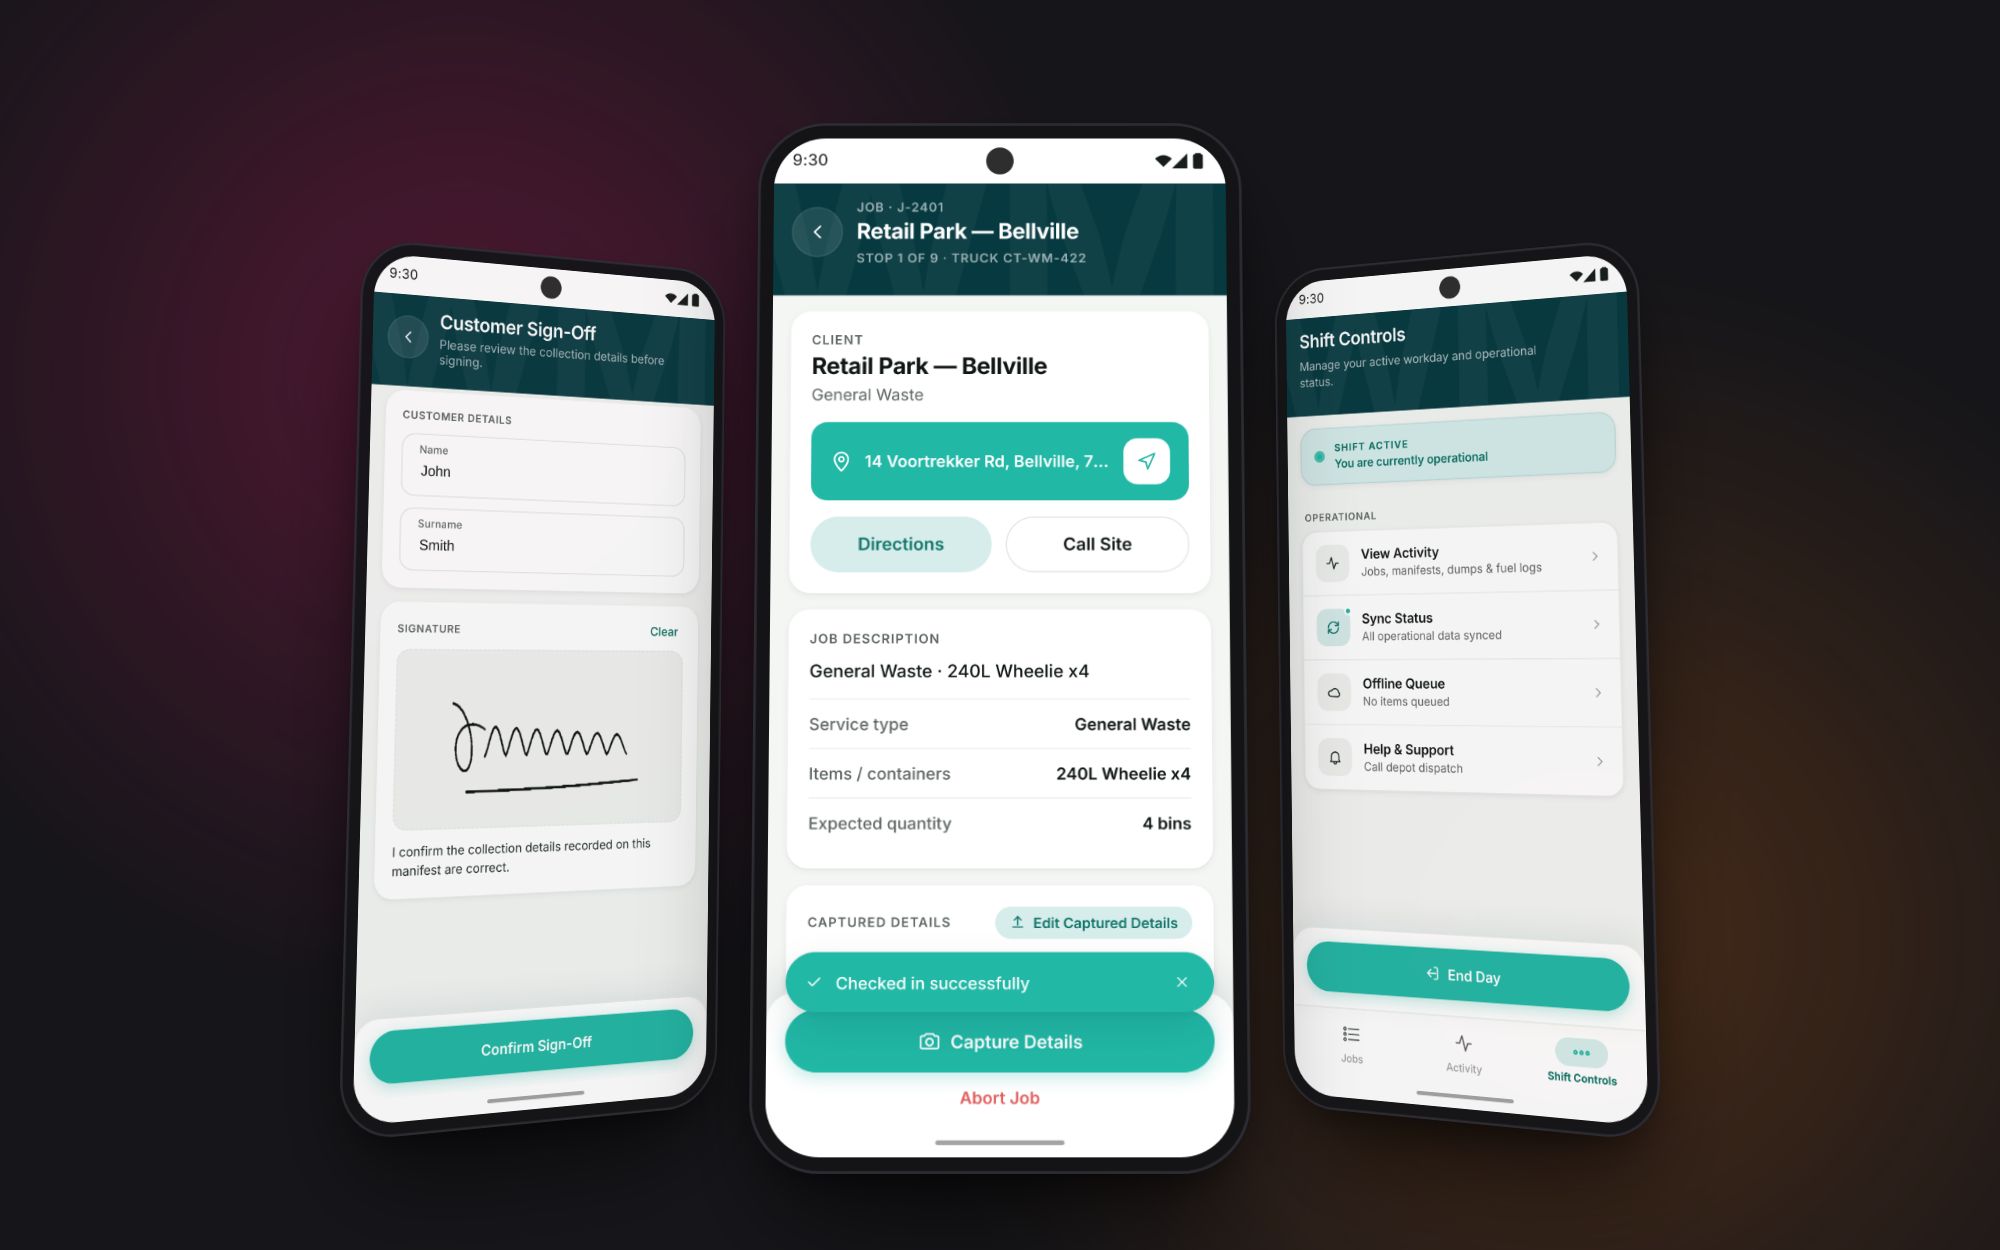 9:30
Customer Sign-Off
Please review the collection details before
signing.
CUSTOMER DETAILS
Name
John
Surname
Smith
SIGNATURE
Clear
I confirm the collection details recorded on this
manifest are correct.
Confirm Sign-Off
9:30
JOB · J-2401
Retail Park — Bellville
STOP 1 OF 9 · TRUCK CT-WM-422
CLIENT
Retail Park — Bellville
General Waste
14 Voortrekker Rd, Bellville, 7...
Directions
Call Site
JOB DESCRIPTION
General Waste · 240L Wheelie x4
Service type
General Waste
Items / containers
240L Wheelie x4
Expected quantity
4 bins
CAPTURED DETAILS
Edit Captured Details
Checked in successfully
Capture Details
Abort Job
9:30
Shift Controls
Manage your active workday and operational
status.
SHIFT ACTIVE
You are currently operational
OPERATIONAL
View Activity
Jobs, manifests, dumps & fuel logs
Sync Status
All operational data synced
Offline Queue
No items queued
Help & Support
Call depot dispatch
End Day
Jobs
Activity
Shift Controls